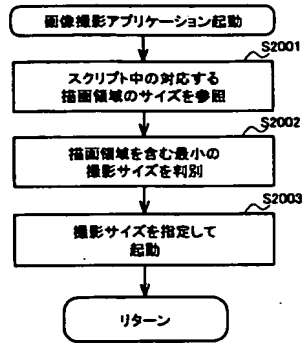 画像撮影アプリケーション起動
S2001
スクリプト中の対応する
描画領域のサイズを参照
S2002
描画領域を含む最小の
撮影サイズを判別
S2003
撮影サイズを指定して
起動
リターン